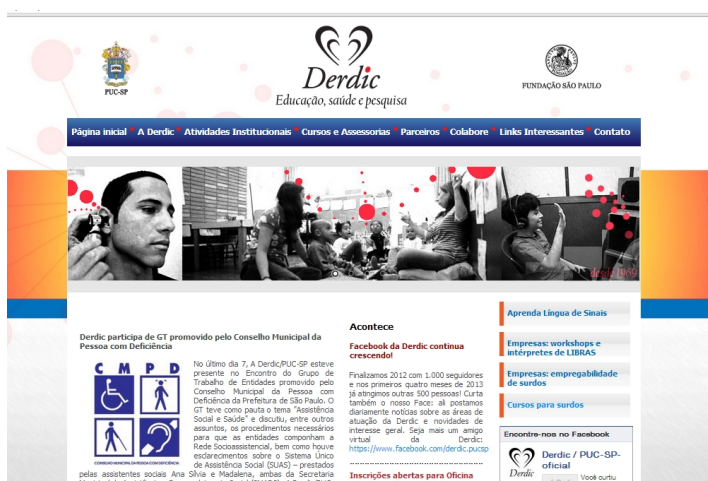 PUC-SP
Derdic
Educação, saúde e pesquisa
FUNDAÇÃO SÃO PAULO
Página inicial * A Derdic * Atividades Institucionais * Cursos e Assessorias * Parceiros * Colabore * Links Interessantes * Contato
desde 1969
Derdic participa de GT promovido pelo Conselho Municipal da
Pessoa com Deficiência
C M P D
CONSELHO MUNICIPAL DA PESSOA COM DEFICIÊNCIA
No último dia 7, A Derdic/PUC-SP esteve
presente no Encontro do Grupo de
Trabalho de Entidades promovido pelo
Conselho Municipal da Pessoa com
Deficiência da Prefeitura de São Paulo. O
GT teve como pauta o tema "Assistência
Social e Saúde" e discutiu, entre outros
assuntos, os procedimentos necessários
para que as entidades componham a
Rede Socioassistencial, bem como houve
esclarecimentos sobre o Sistema Único
de Assistência Social (SUAS) – prestados
pelas assistentes sociais Ana Sílvia e Madalena, ambas da Secretaria
Acontece
Facebook da Derdic continua
crescendo!
Finalizamos 2012 com 1.000 seguidores
e nos primeiros quatro meses de 2013
já atingimos outras 500 pessoas! Curta
também o nosso Face: ali postamos
diariamente notícias sobre as áreas de
atuação da Derdic e novidades de
interesse geral. Seja mais um amigo
virtual da Derdic:
https://www.facebook.com/derdic.pucsp
Inscrições abertas para Oficina
Aprenda Língua de Sinais
Empresas: workshops e
intérpretes de LIBRAS
Empresas: empregabilidade
de surdos
Cursos para surdos
Encontre-nos no Facebook
Derdic
Derdic / PUC-SP-
oficial
Você curtiu